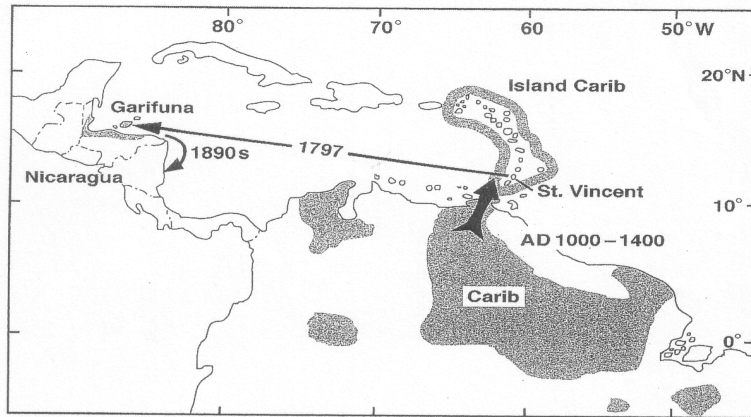 80°
70°
60°
50°W
20°N
Island Carib
Garifuna
1797
1890s
Nicaragua
St. Vincent
10°
AD 1000–1400
Carib
0°